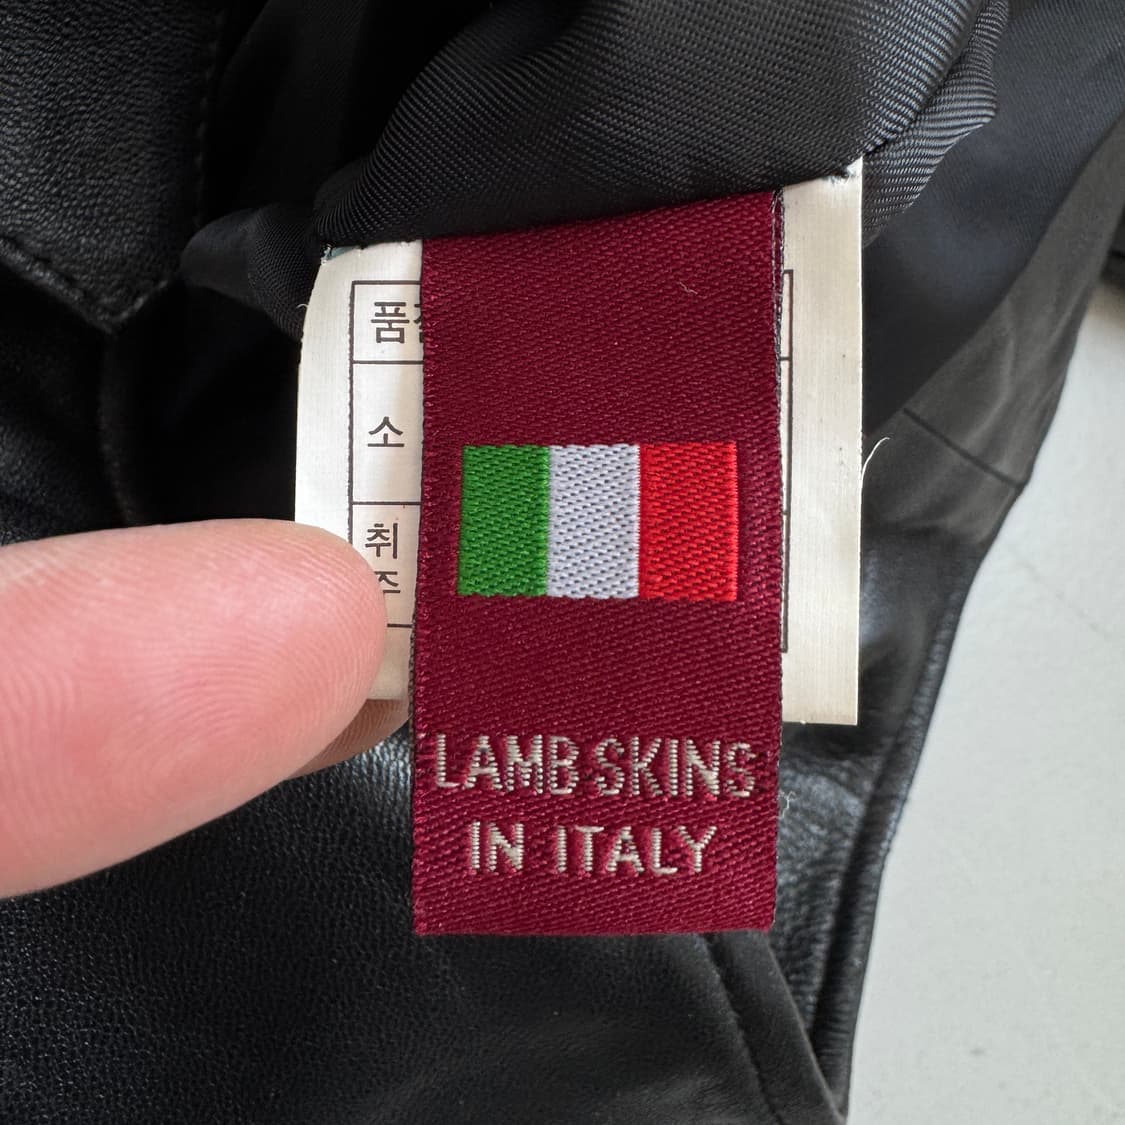 품
소
취
LAMB SKINS
IN ITALY